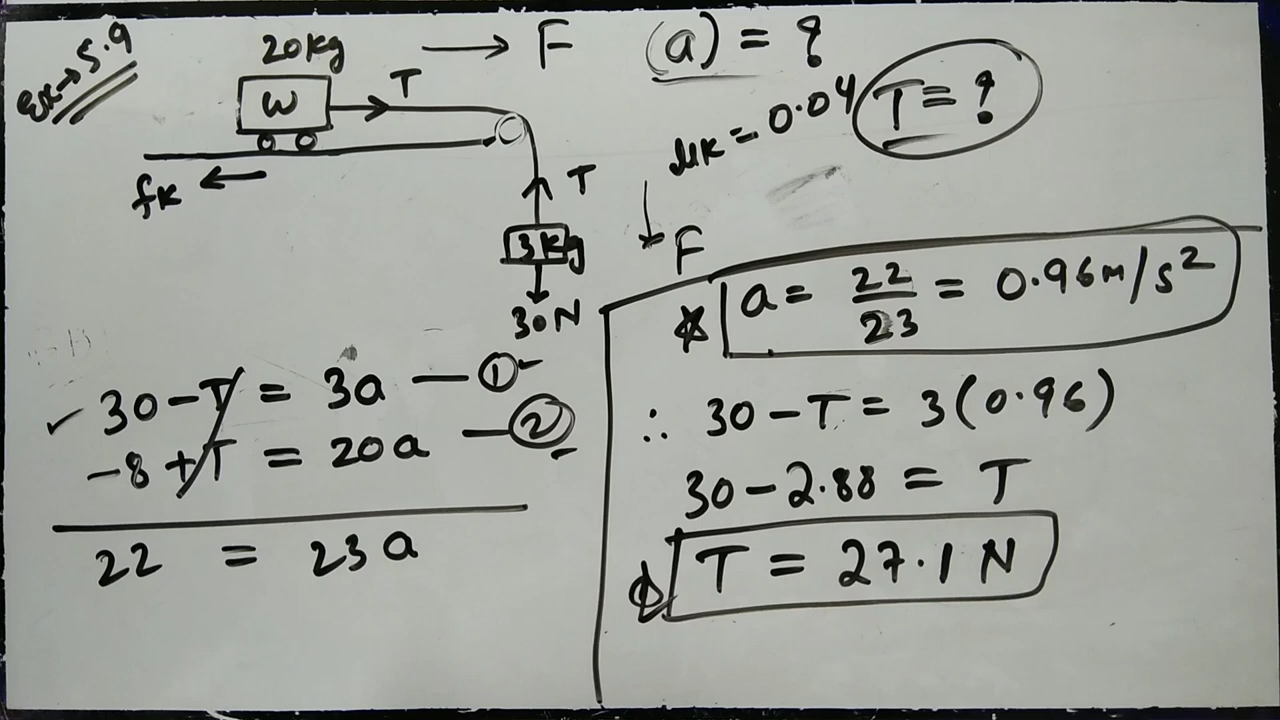 Ex → 5.9
20kg
→ F
(a) = ?
W
T
μK = 0.04
T = ?
fK ←
T
3kg
↓ F
30N
* a = 22/23 = 0.96m/s²
30 - T = 3a — ①
-8 + T = 20a — ②
22 = 23a
∴ 30 - T = 3(0.96)
30 - 2.88 = T
T = 27.1 N